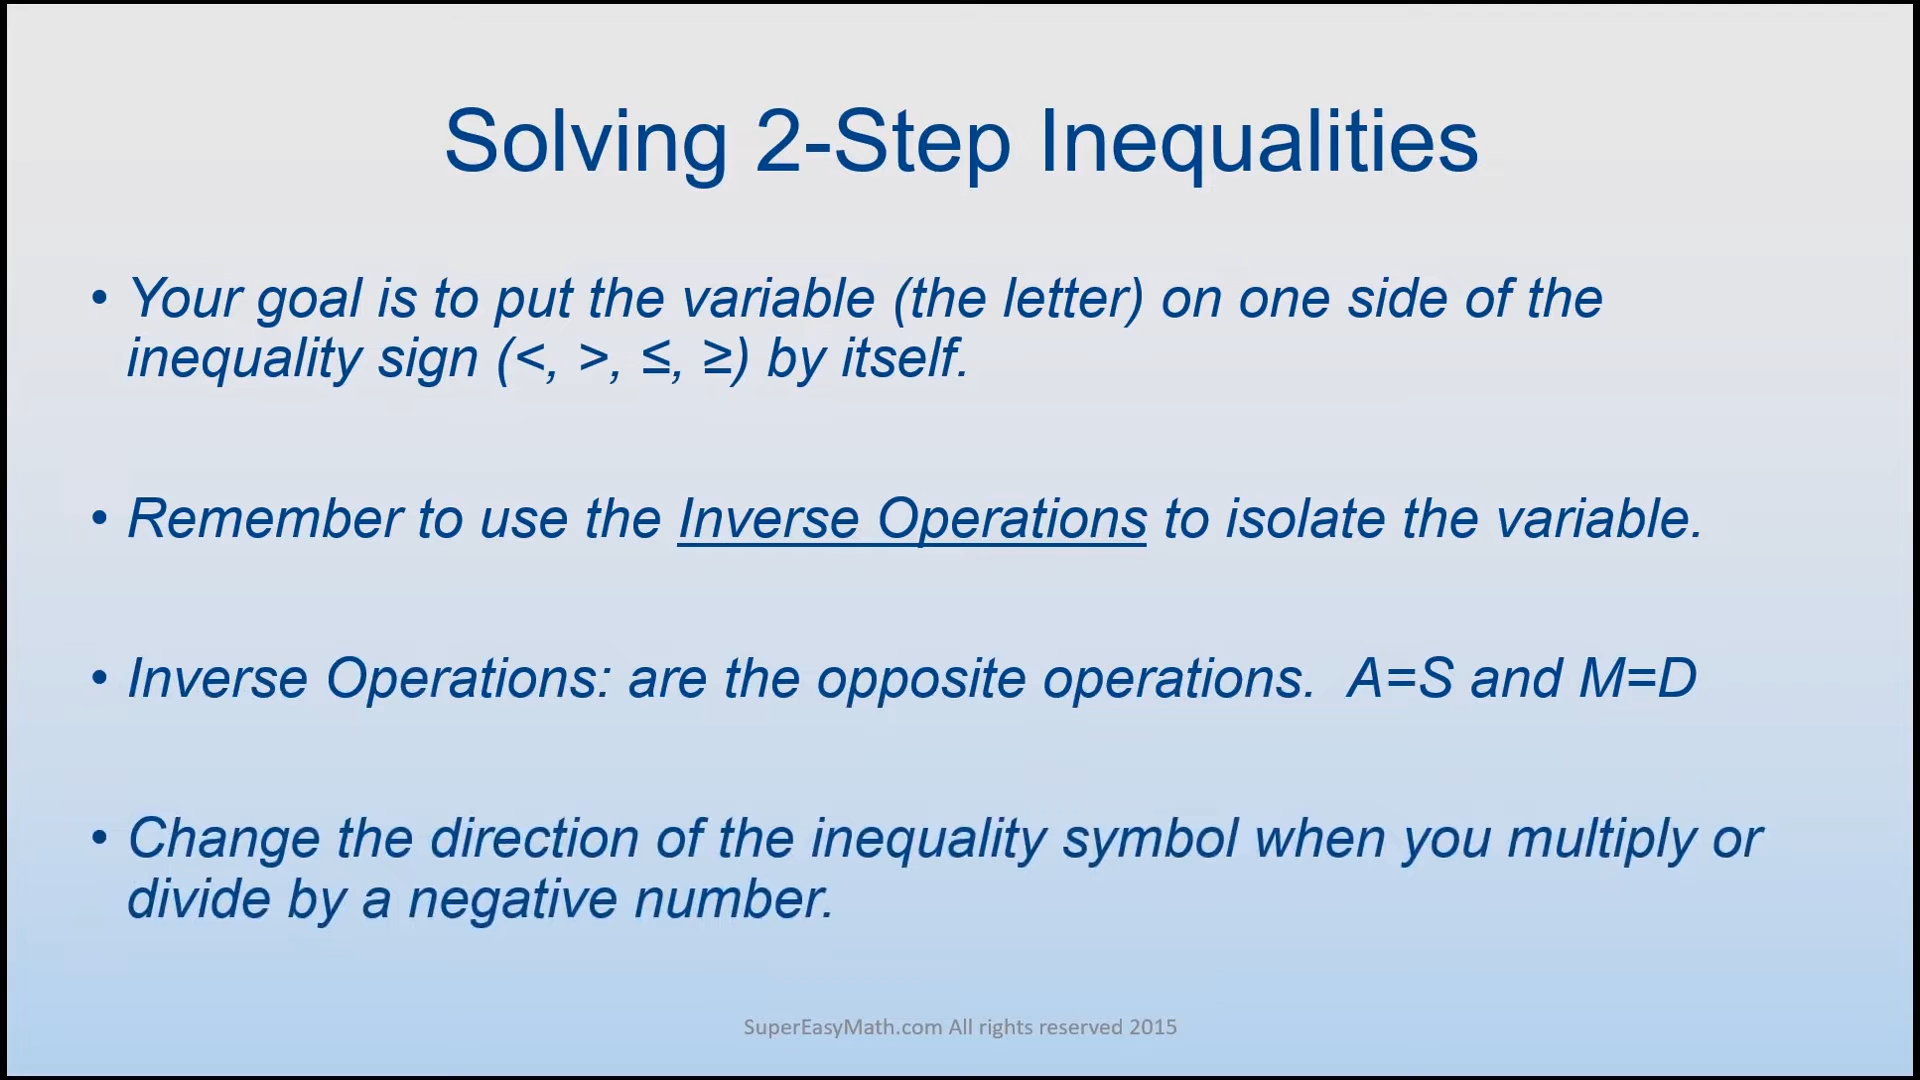 Solving 2-Step Inequalities
• Your goal is to put the variable (the letter) on one side of the
inequality sign (<, >, ≤, ≥) by itself.
• Remember to use the Inverse Operations to isolate the variable.
• Inverse Operations: are the opposite operations.  A=S and M=D
• Change the direction of the inequality symbol when you multiply or
divide by a negative number.
SuperEasyMath.com All rights reserved 2015